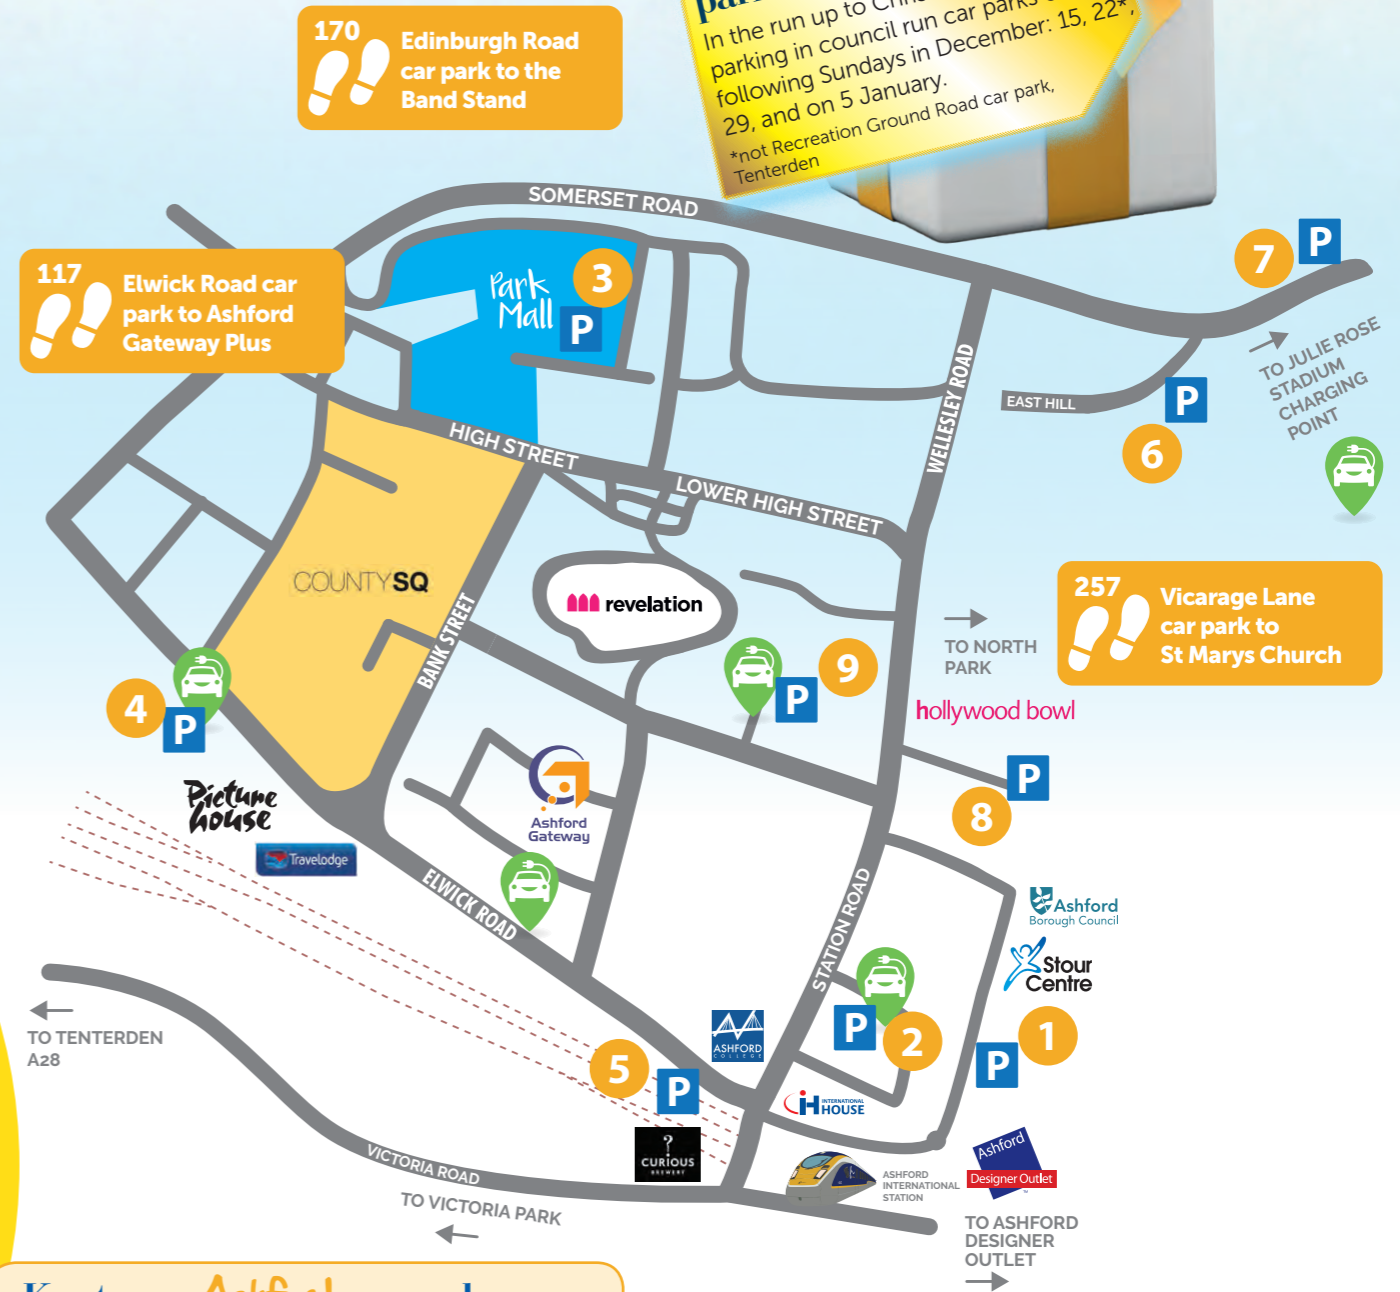 170
Edinburgh Road
car park to the
Band Stand
In the run up to
parking in council run car parks
following Sundays in December: 15, 22*,
29, and on 5 January.
*not Recreation Ground Road car park,
Tenterden
SOMERSET ROAD
7
P
117
Elwick Road car
park to Ashford
Gateway Plus
Park
Mall
3
P
TO JULIE ROSE
STADIUM
CHARGING
POINT
WELLESLEY ROAD
EAST HILL
P
6
HIGH STREET
LOWER HIGH STREET
COUNTYSQ
revelation
BANK STREET
257
Vicarage Lane
car park to
St Marys Church
TO NORTH
PARK
hollywood bowl
4
P
9
P
P
8
Picture
house
Travelodge
Ashford
Gateway
ELWICK ROAD
STATION ROAD
Ashford
Borough Council
Stour
Centre
1
P
P
2
ASHFORD
COLLEGE
TO TENTERDEN
A28
5
P
INTERNATIONAL
HOUSE
?
CURIOUS
BREWERY
VICTORIA ROAD
TO VICTORIA PARK
ASHFORD
INTERNATIONAL
STATION
Ashford
Designer Outlet
TO ASHFORD
DESIGNER
OUTLET